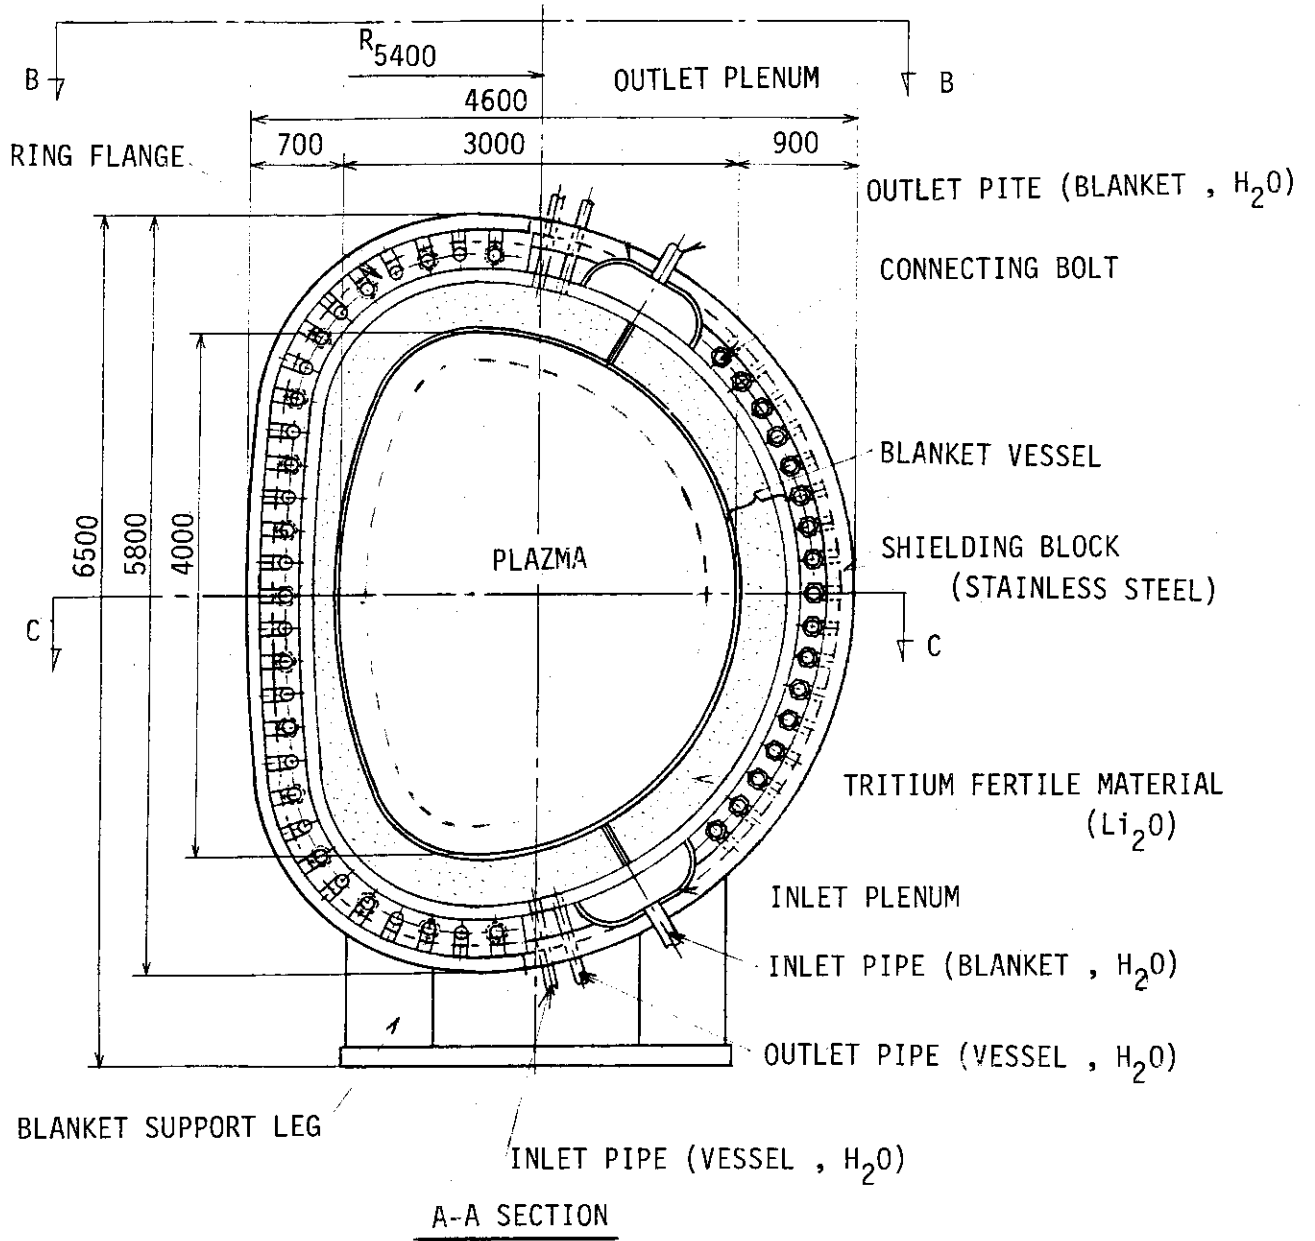 R5400
B
OUTLET PLENUM
B
4600
RING FLANGE
700
3000
900
OUTLET PITE (BLANKET , H2O)
CONNECTING BOLT
6500
5800
4000
BLANKET VESSEL
PLAZMA
SHIELDING BLOCK
(STAINLESS STEEL)
C
C
TRITIUM FERTILE MATERIAL
(Li2O)
INLET PLENUM
INLET PIPE (BLANKET , H2O)
OUTLET PIPE (VESSEL , H2O)
BLANKET SUPPORT LEG
INLET PIPE (VESSEL , H2O)
A-A SECTION